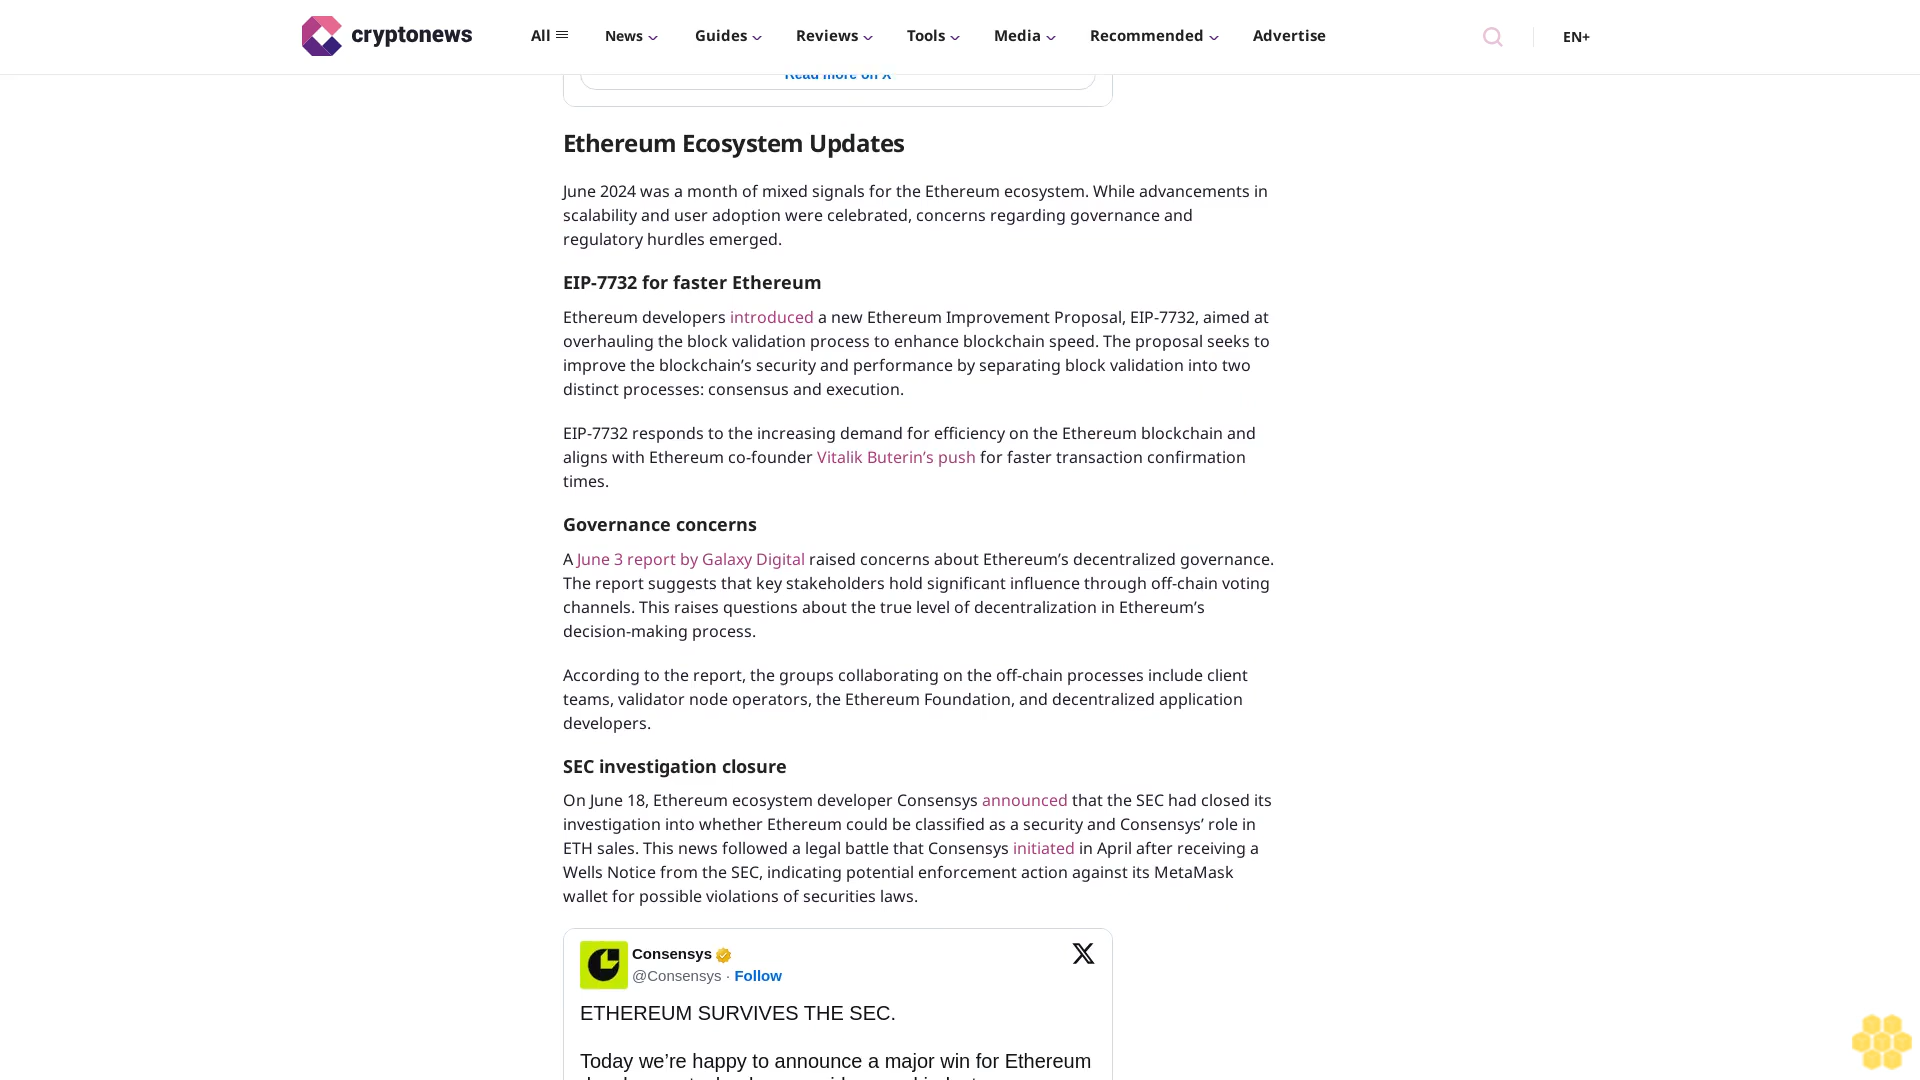 cryptonews
All
News
Guides
Reviews
Tools
Media
Recommended
Advertise
EN+
Read more on X
Ethereum Ecosystem Updates
June 2024 was a month of mixed signals for the Ethereum ecosystem. While advancements in
scalability and user adoption were celebrated, concerns regarding governance and
regulatory hurdles emerged.
EIP-7732 for faster Ethereum
Ethereum developers introduced a new Ethereum Improvement Proposal, EIP-7732, aimed at
overhauling the block validation process to enhance blockchain speed. The proposal seeks to
improve the blockchain’s security and performance by separating block validation into two
distinct processes: consensus and execution.
EIP-7732 responds to the increasing demand for efficiency on the Ethereum blockchain and
aligns with Ethereum co-founder Vitalik Buterin’s push for faster transaction confirmation
times.
Governance concerns
A June 3 report by Galaxy Digital raised concerns about Ethereum’s decentralized governance.
The report suggests that key stakeholders hold significant influence through off-chain voting
channels. This raises questions about the true level of decentralization in Ethereum’s
decision-making process.
According to the report, the groups collaborating on the off-chain processes include client
teams, validator node operators, the Ethereum Foundation, and decentralized application
developers.
SEC investigation closure
On June 18, Ethereum ecosystem developer Consensys announced that the SEC had closed its
investigation into whether Ethereum could be classified as a security and Consensys’ role in
ETH sales. This news followed a legal battle that Consensys initiated in April after receiving a
Wells Notice from the SEC, indicating potential enforcement action against its MetaMask
wallet for possible violations of securities laws.
Consensys
@Consensys · Follow
ETHEREUM SURVIVES THE SEC.
Today we’re happy to announce a major win for Ethereum